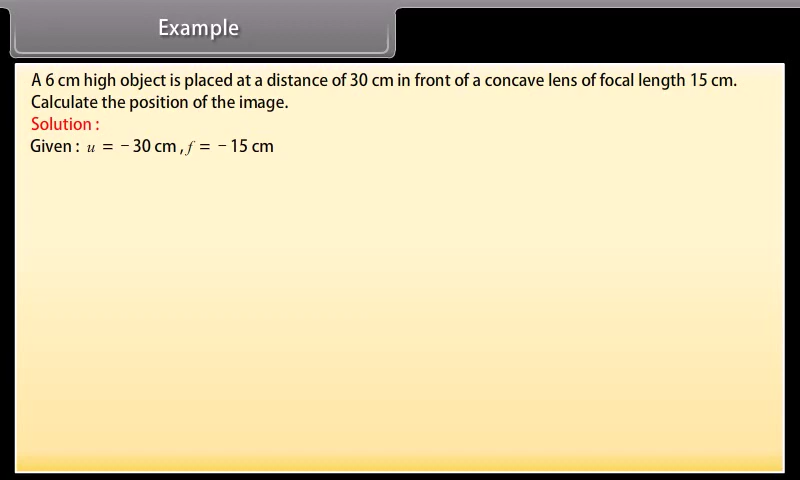 Example
A 6 cm high object is placed at a distance of 30 cm in front of a concave lens of focal length 15 cm.
Calculate the position of the image.
Solution :
Given : u = − 30 cm , f = − 15 cm